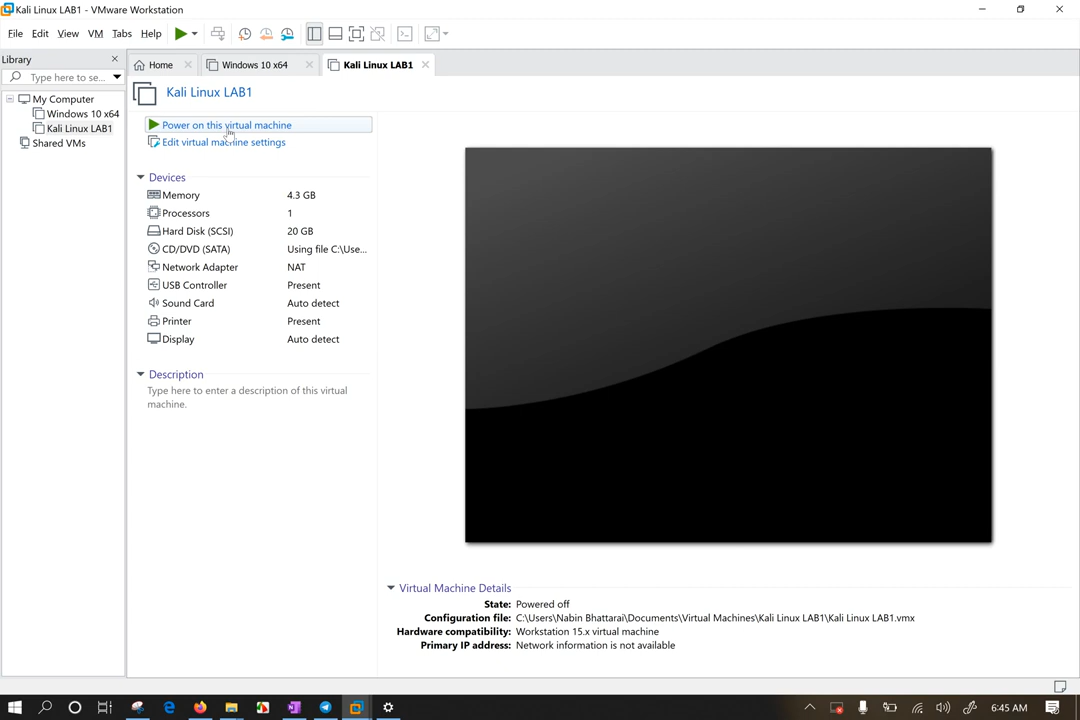 Kali Linux LAB1 - VMware Workstation
File Edit View VM Tabs Help
Library
Type here to se...
Home
Windows 10 x64
Kali Linux LAB1
My Computer
Windows 10 x64
Kali Linux LAB1
Shared VMs
Kali Linux LAB1
Power on this virtual machine
Edit virtual machine settings
Devices
Memory 4.3 GB
Processors 1
Hard Disk (SCSI) 20 GB
CD/DVD (SATA) Using file C:\Use...
Network Adapter NAT
USB Controller Present
Sound Card Auto detect
Printer Present
Display Auto detect
Description
Type here to enter a description of this virtual
machine.
Virtual Machine Details
State: Powered off
Configuration file: C:\Users\Nabin Bhattarai\Documents\Virtual Machines\Kali Linux LAB1\Kali Linux LAB1.vmx
Hardware compatibility: Workstation 15.x virtual machine
Primary IP address: Network information is not available
6:45 AM